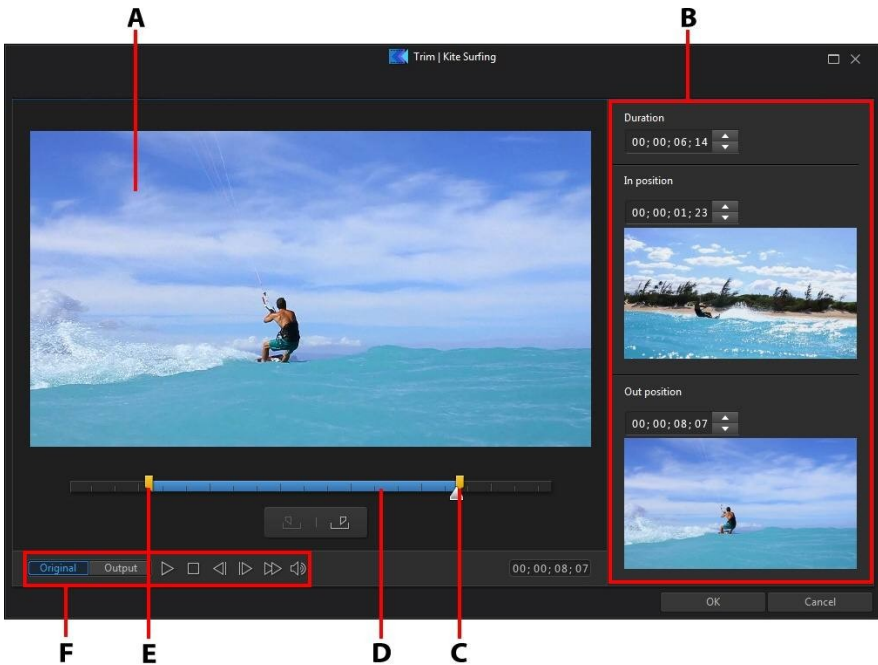 A
B
Trim | Kite Surfing
Duration
00; 00; 06; 14
In position
00; 00; 01; 23
Out position
00; 00; 08; 07
Original Output
00; 00; 08; 07
OK Cancel
F
E
D
C